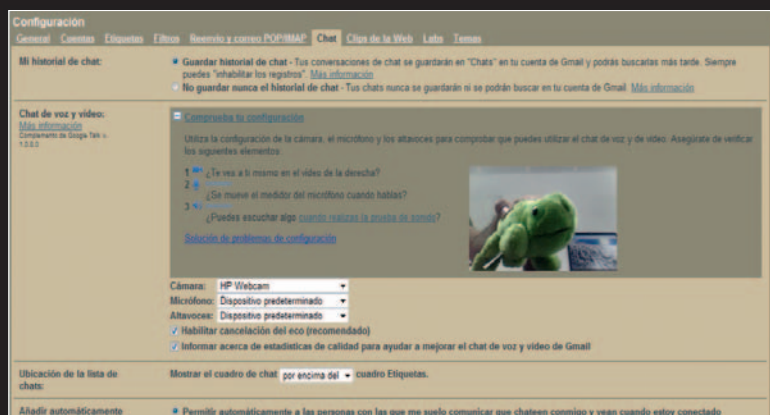 Configuración
General Cuentas Etiquetas Filtros Reenvío y correo POP/IMAP Chat Clips de la Web Labs Temas
Mi historial de chat:
Guardar historial de chat - Tus conversaciones de chat se guardarán en "Chats" en tu cuenta de Gmail y podrás buscarlas más tarde. Siempre
puedes "inhabilitar los registros". Más información
No guardar nunca el historial de chat - Tus chats nunca se guardarán ni se podrán buscar en tu cuenta de Gmail. Más información
Chat de voz y vídeo:
Más información
Complemento de Google Talk v.
Comprueba tu configuración
Utiliza la configuración de la cámara, el micrófono y los altavoces para comprobar que puedes utilizar el chat de voz y de vídeo. Asegúrate de verificar
los siguientes elementos:
1 ¿Te ves a ti mismo en el vídeo de la derecha?
2
¿Se mueve el medidor del micrófono cuando hablas?
3
¿Puedes escuchar algo cuando realizas la prueba de sonido?
Solución de problemas de configuración
Cámara: HP Webcam
Micrófono: Dispositivo predeterminado
Altavoces: Dispositivo predeterminado
Habilitar cancelación del eco (recomendado)
Informar acerca de estadísticas de calidad para ayudar a mejorar el chat de voz y vídeo de Gmail
Ubicación de la lista de
chats:
Mostrar el cuadro de chat por encima del cuadro Etiquetas.
Añadir automáticamente
Permitir automáticamente a las personas con las que me suelo comunicar que chateen conmigo y vean cuando estoy conectado